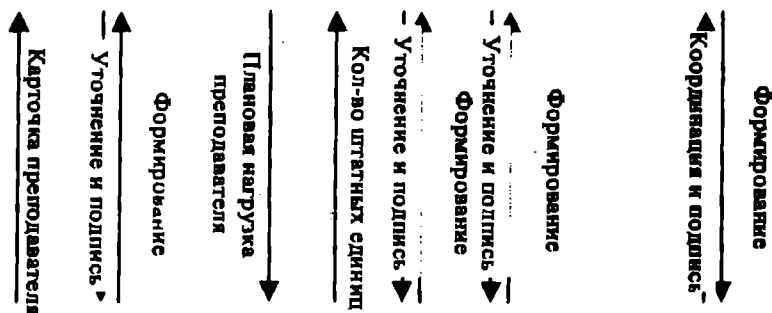 Формирование
Координация и подпись
Формирование
Уточнение и подпись
Формирование
Уточнение и подпись
Кол-во штатных единиц
Плановая нагрузка
преподавателя
Формирование
Уточнение и подпись
Карточка преподавателя